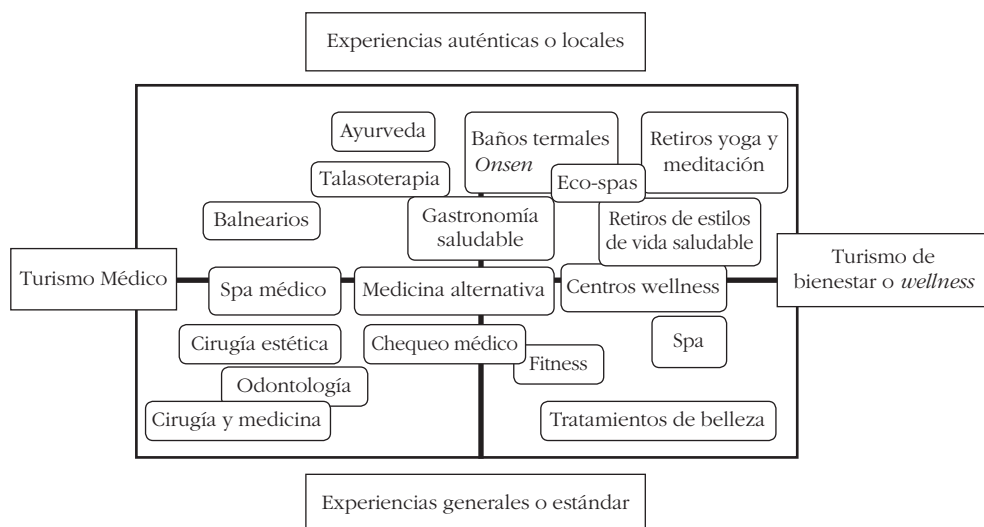 Experiencias auténticas o locales
Ayurveda
Baños termales
Onsen
Retiros yoga y
meditación
Talasoterapia
Eco-spas
Balnearios
Gastronomía
saludable
Retiros de estilos
de vida saludable
Turismo Médico
Turismo de
bienestar o wellness
Spa médico
Medicina alternativa
Centros wellness
Cirugía estética
Chequeo médico
Fitness
Spa
Odontología
Cirugía y medicina
Tratamientos de belleza
Experiencias generales o estándar